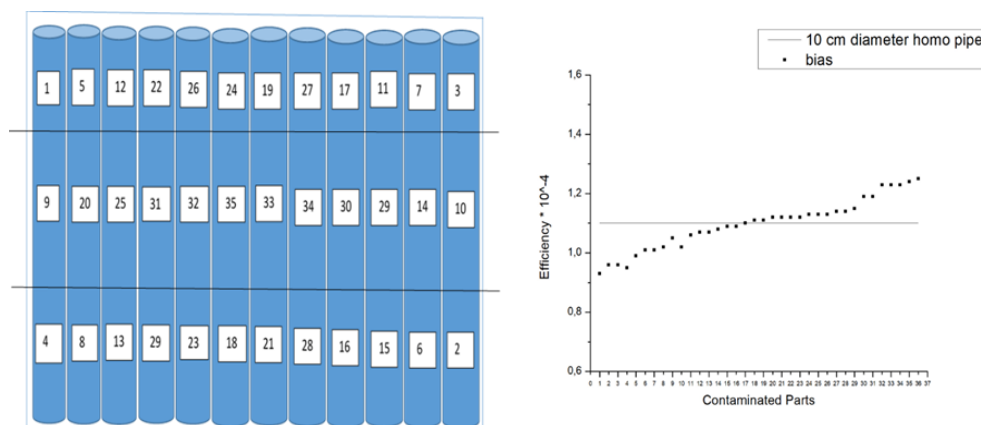 1 5 12 22 26 24 19 27 17 11 7 3
9 20 25 31 32 35 33 34 30 29 14 10
4 8 13 29 23 18 21 28 16 15 6 2
10 cm diameter homo pipe
bias
1,6
1,4
1,2
1,0
0,8
0,6
Efficiency * 10^-4
0 1 2 3 4 5 6 7 8 9 10 11 12 13 14 15 16 17 18 19 20 21 22 23 24 25 26 27 28 29 30 31 32 33 34 35 36 37
Contaminated Parts